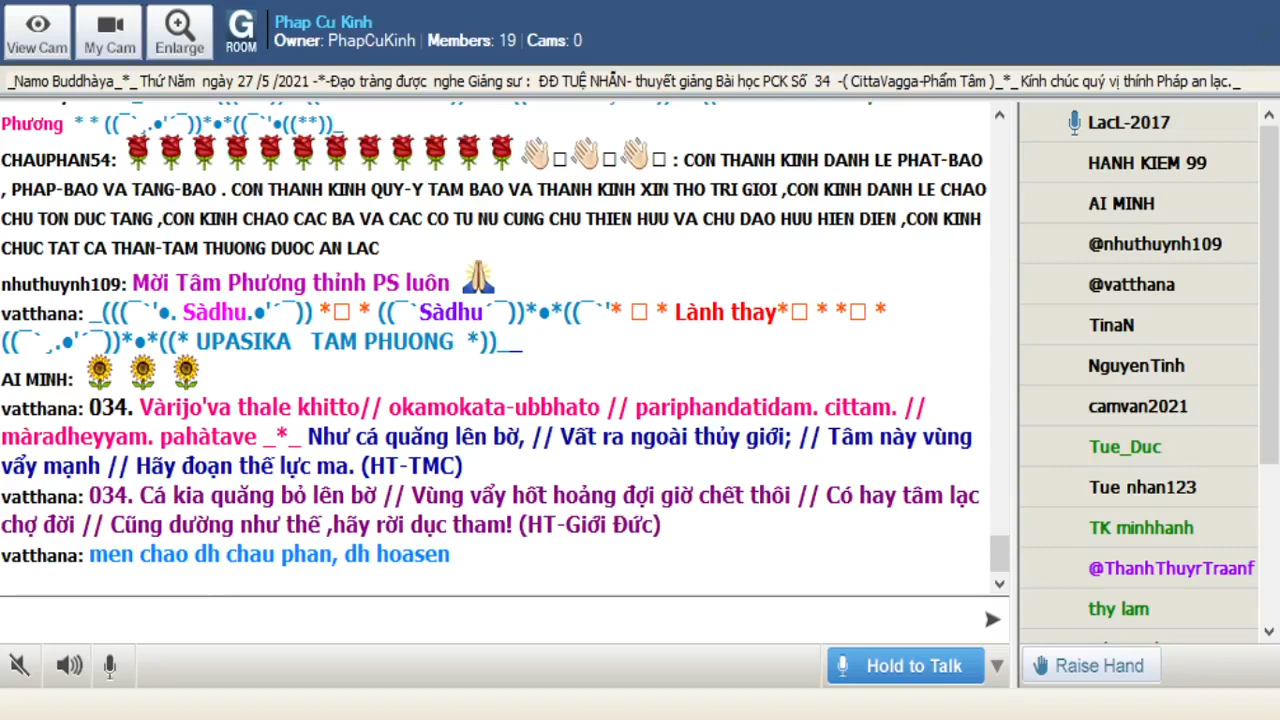 View Cam
My Cam
Enlarge
G
ROOM
Phap Cu Kinh
Owner: PhapCuKinh | Members: 19 | Cams: 0
_Namo Buddhàya_*_ Thứ Năm ngày 27 /5 /2021 -*-Đạo tràng được nghe Giảng sư : ĐĐ TUỆ NHẪN- thuyết giảng Bài học PCK Số 34 -( CittaVagga-Phẩm Tâm )_*_ Kính chúc quý vị thính Pháp an lạc._
Phương * * ((¯`¸.●'´¯))*●*((¯`'●((**))_
CHAUPHAN54: : CON THANH KINH DANH LE PHAT-BAO
, PHAP-BAO VA TANG-BAO . CON THANH KINH QUY-Y TAM BAO VA THANH KINH XIN THO TRI GIOI ,CON KINH DANH LE CHAO
CHU TON DUC TANG ,CON KINH CHAO CAC BA VA CAC CO TU NU CUNG CHU THIEN HUU VA CHU DAO HUU HIEN DIEN ,CON KINH
CHUC TAT CA THAN-TAM THUONG DUOC AN LAC
nhuthuynh109: Mời Tâm Phương thỉnh PS luôn
vatthana: _(((¯`'●. Sàdhu.●'´¯)) *□ * ((¯`Sàdhu´¯))*●*((¯`'* □ * Lành thay*□ * *□ *
((¯`¸.●'´¯))*●*((* UPASIKA TAM PHUONG *))__
AI MINH:
vatthana: 034. Vàrijo'va thale khitto// okamokata-ubbhato // pariphandatidam. cittam. //
màradheyyam. pahàtave _*_ Như cá quăng lên bờ, // Vất ra ngoài thủy giới; // Tâm này vùng
vẩy mạnh // Hãy đoạn thế lực ma. (HT-TMC)
vatthana: 034. Cá kia quăng bỏ lên bờ // Vùng vẩy hốt hoảng đợi giờ chết thôi // Có hay tâm lạc
chợ đời // Cũng dường như thế ,hãy rời dục tham! (HT-Giới Đức)
vatthana: men chao dh chau phan, dh hoasen
LacL-2017
HANH KIEM 99
AI MINH
@nhuthuynh109
@vatthana
TinaN
NguyenTinh
camvan2021
Tue_Duc
Tue nhan123
TK minhhanh
@ThanhThuyrTraanf
thy lam
Hold to Talk
Raise Hand